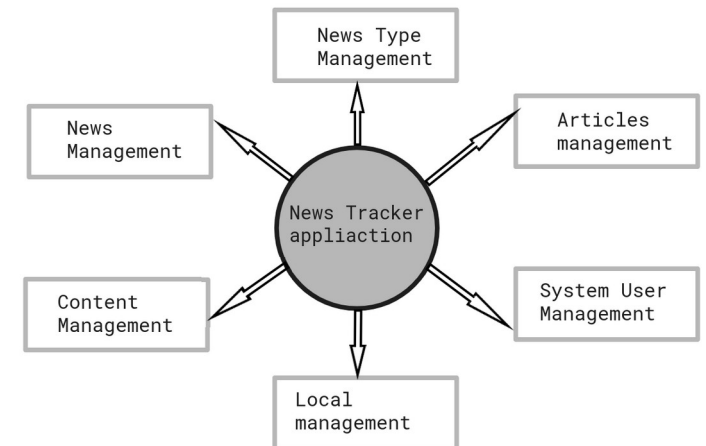 News Type
Management
News
Management
Articles
management
News Tracker
appliaction
Content
Management
System User
Management
Local
management